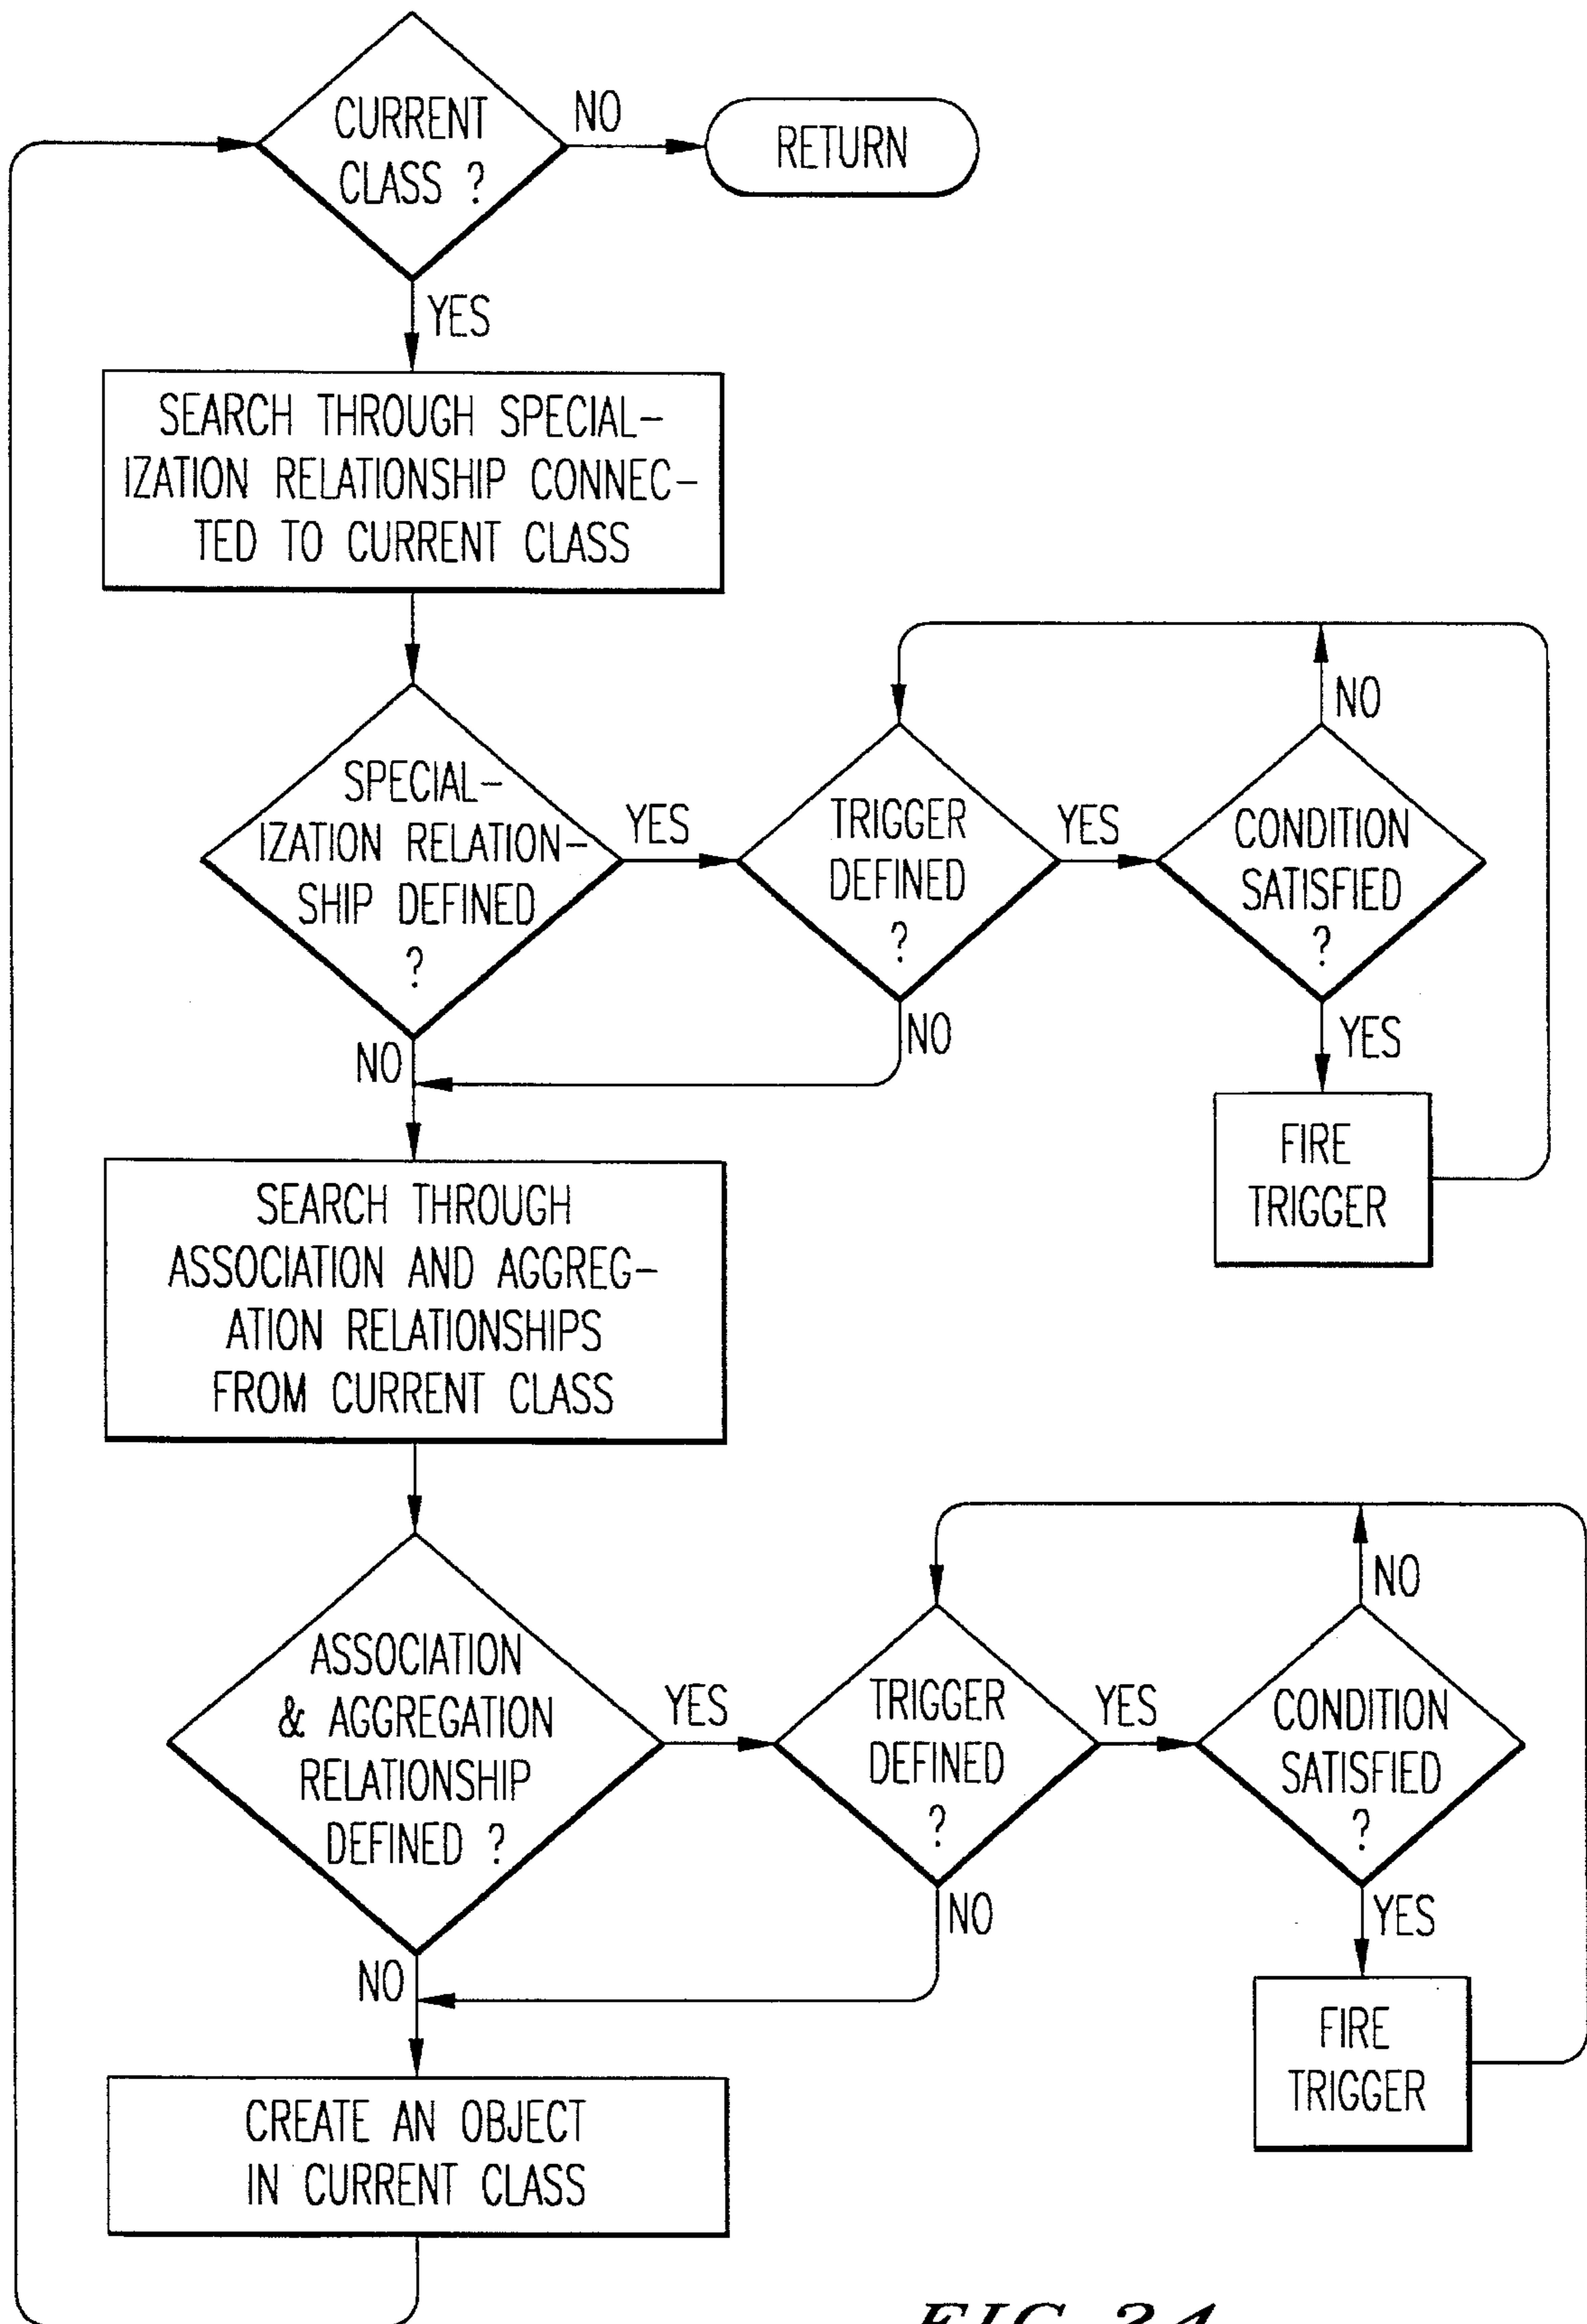 CURRENT
CLASS ?
NO
RETURN
YES
SEARCH THROUGH SPECIAL-
IZATION RELATIONSHIP CONNEC-
TED TO CURRENT CLASS
SPECIAL-
IZATION RELATION-
SHIP DEFINED
?
YES
TRIGGER
DEFINED
?
YES
CONDITION
SATISFIED
?
NO
YES
FIRE
TRIGGER
NO
NO
SEARCH THROUGH
ASSOCIATION AND AGGREG-
ATION RELATIONSHIPS
FROM CURRENT CLASS
ASSOCIATION
& AGGREGATION
RELATIONSHIP
DEFINED ?
YES
TRIGGER
DEFINED
?
YES
CONDITION
SATISFIED
?
NO
YES
FIRE
TRIGGER
NO
NO
CREATE AN OBJECT
IN CURRENT CLASS